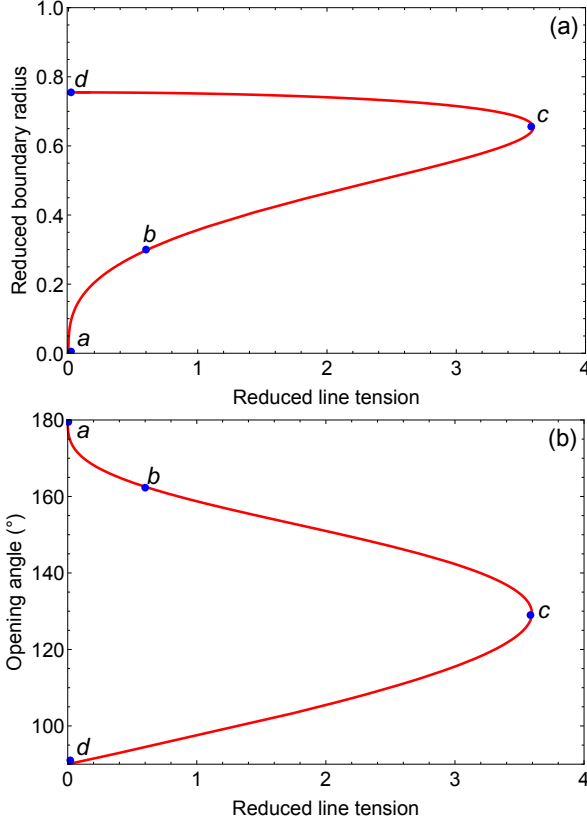 (a)
Reduced boundary radius
1.0
0.8
0.6
0.4
0.2
0.0
d
c
b
a
0 1 2 3 4
Reduced line tension
(b)
Opening angle (°)
180
160
140
120
100
a
b
c
d
0 1 2 3 4
Reduced line tension